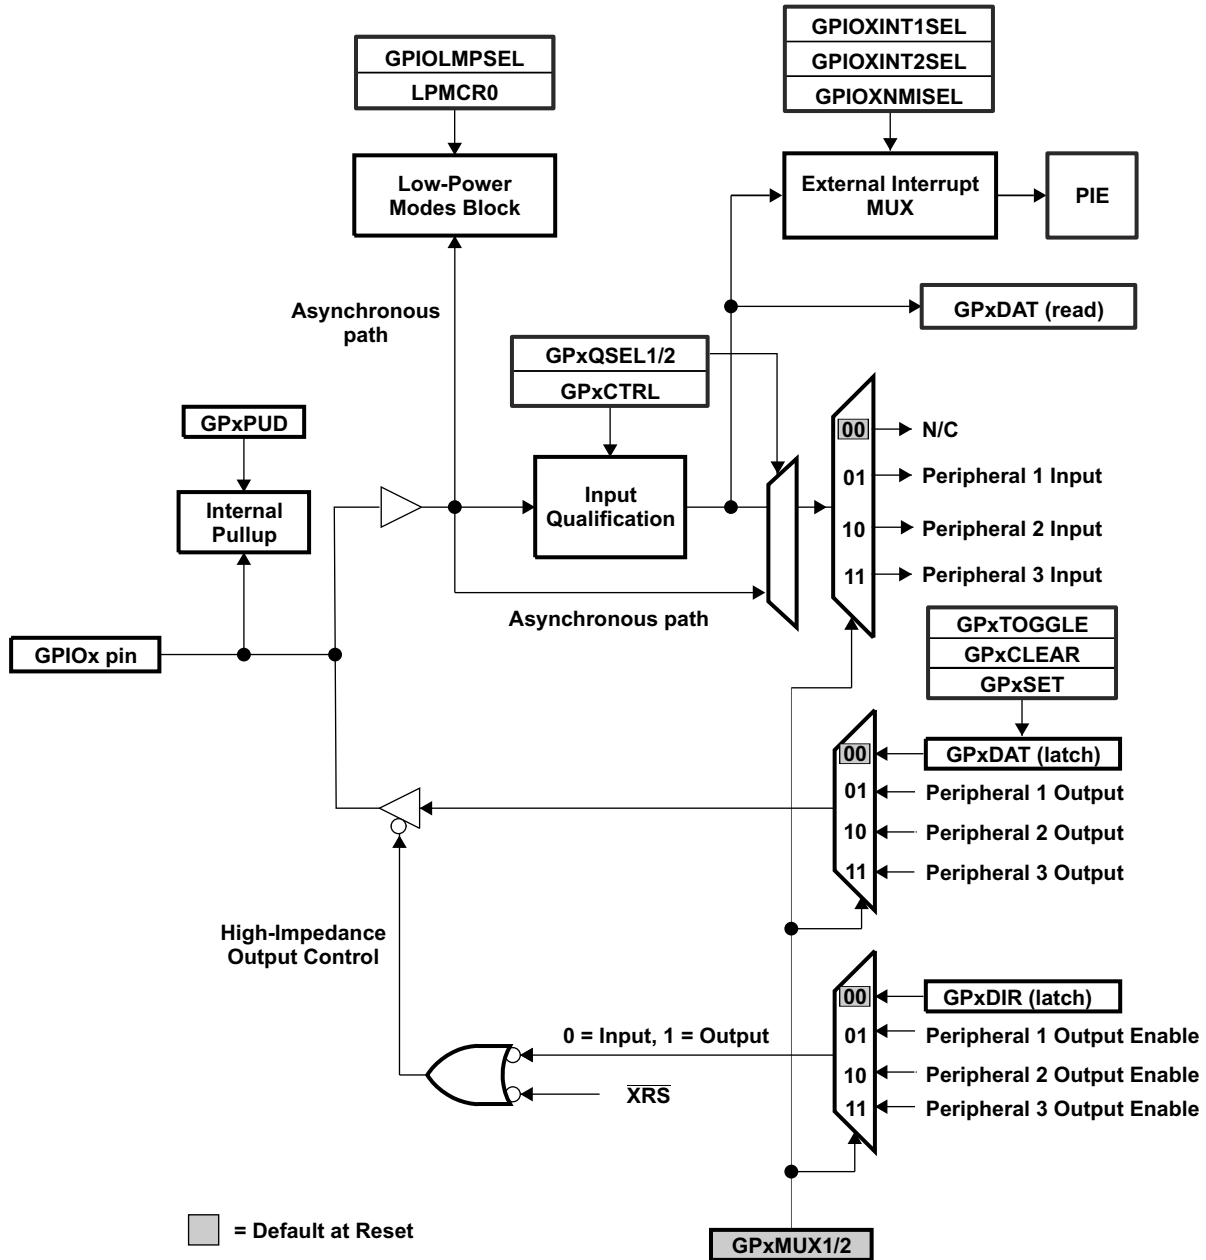 GPIOLMPSEL
LPMCR0
Low-Power
Modes Block
GPIOXINT1SEL
GPIOXINT2SEL
GPIOXNMISEL
External Interrupt
MUX
PIE
Asynchronous
path
GPxDAT (read)
GPxQSEL1/2
GPxCTRL
GPxPUD
Internal
Pullup
Input
Qualification
00
N/C
01
Peripheral 1 Input
10
Peripheral 2 Input
11
Peripheral 3 Input
Asynchronous path
GPIOx pin
GPxTOGGLE
GPxCLEAR
GPxSET
00
GPxDAT (latch)
01
Peripheral 1 Output
10
Peripheral 2 Output
11
Peripheral 3 Output
High-Impedance
Output Control
00
GPxDIR (latch)
0 = Input, 1 = Output
01
Peripheral 1 Output Enable
10
Peripheral 2 Output Enable
XRS
11
Peripheral 3 Output Enable
= Default at Reset
GPxMUX1/2